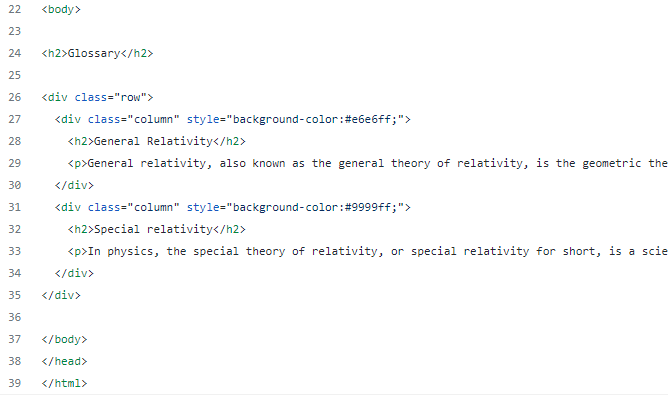 22 <body>
23
24 <h2>Glossary</h2>
25
26 <div class="row">
27   <div class="column" style="background-color:#e6e6ff;">
28     <h2>General Relativity</h2>
29     <p>General relativity, also known as the general theory of relativity, is the geometric the
30   </div>
31   <div class="column" style="background-color:#9999ff;">
32     <h2>Special relativity</h2>
33     <p>In physics, the special theory of relativity, or special relativity for short, is a scie
34   </div>
35 </div>
36
37 </body>
38 </head>
39 </html>